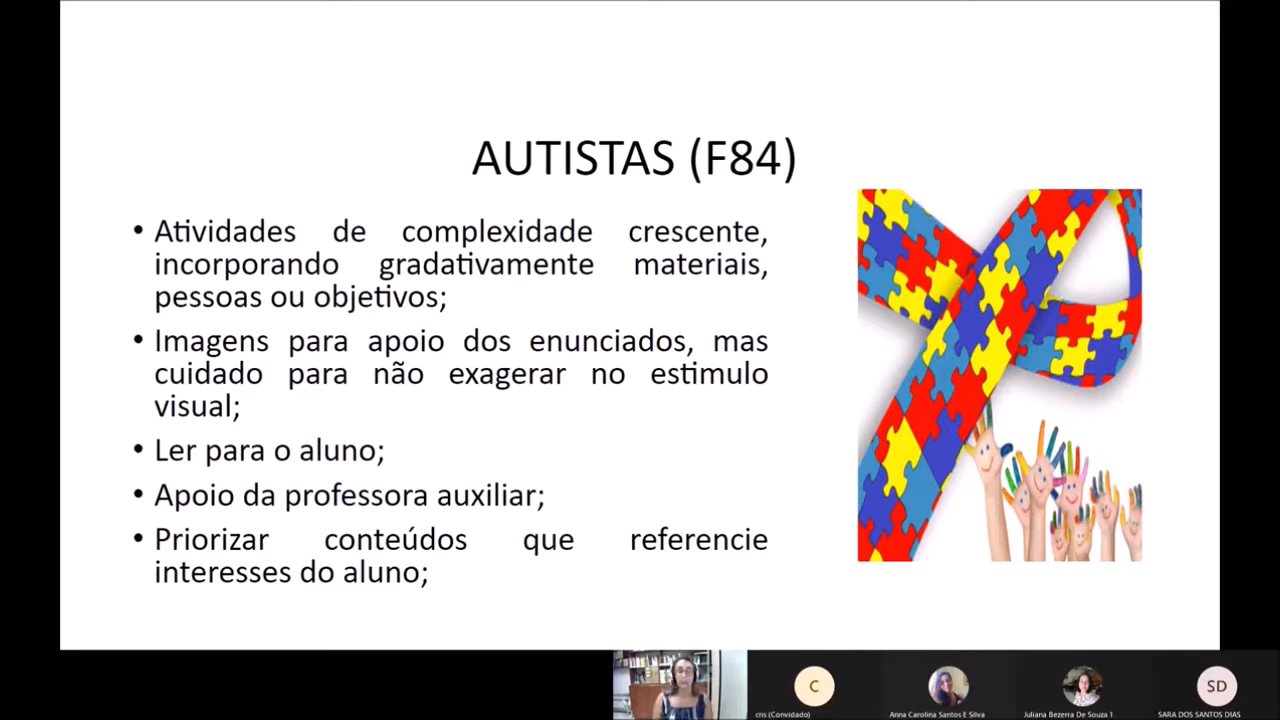 AUTISTAS (F84)
• Atividades de complexidade crescente,
incorporando gradativamente materiais,
pessoas ou objetivos;
• Imagens para apoio dos enunciados, mas
cuidado para não exagerar no estimulo
visual;
• Ler para o aluno;
• Apoio da professora auxiliar;
• Priorizar conteúdos que referencie
interesses do aluno;
C
SD
cris (Convidado)
Anna Carolina Santos E Silva
Juliana Bezerra De Souza 1
SARA DOS SANTOS DIAS